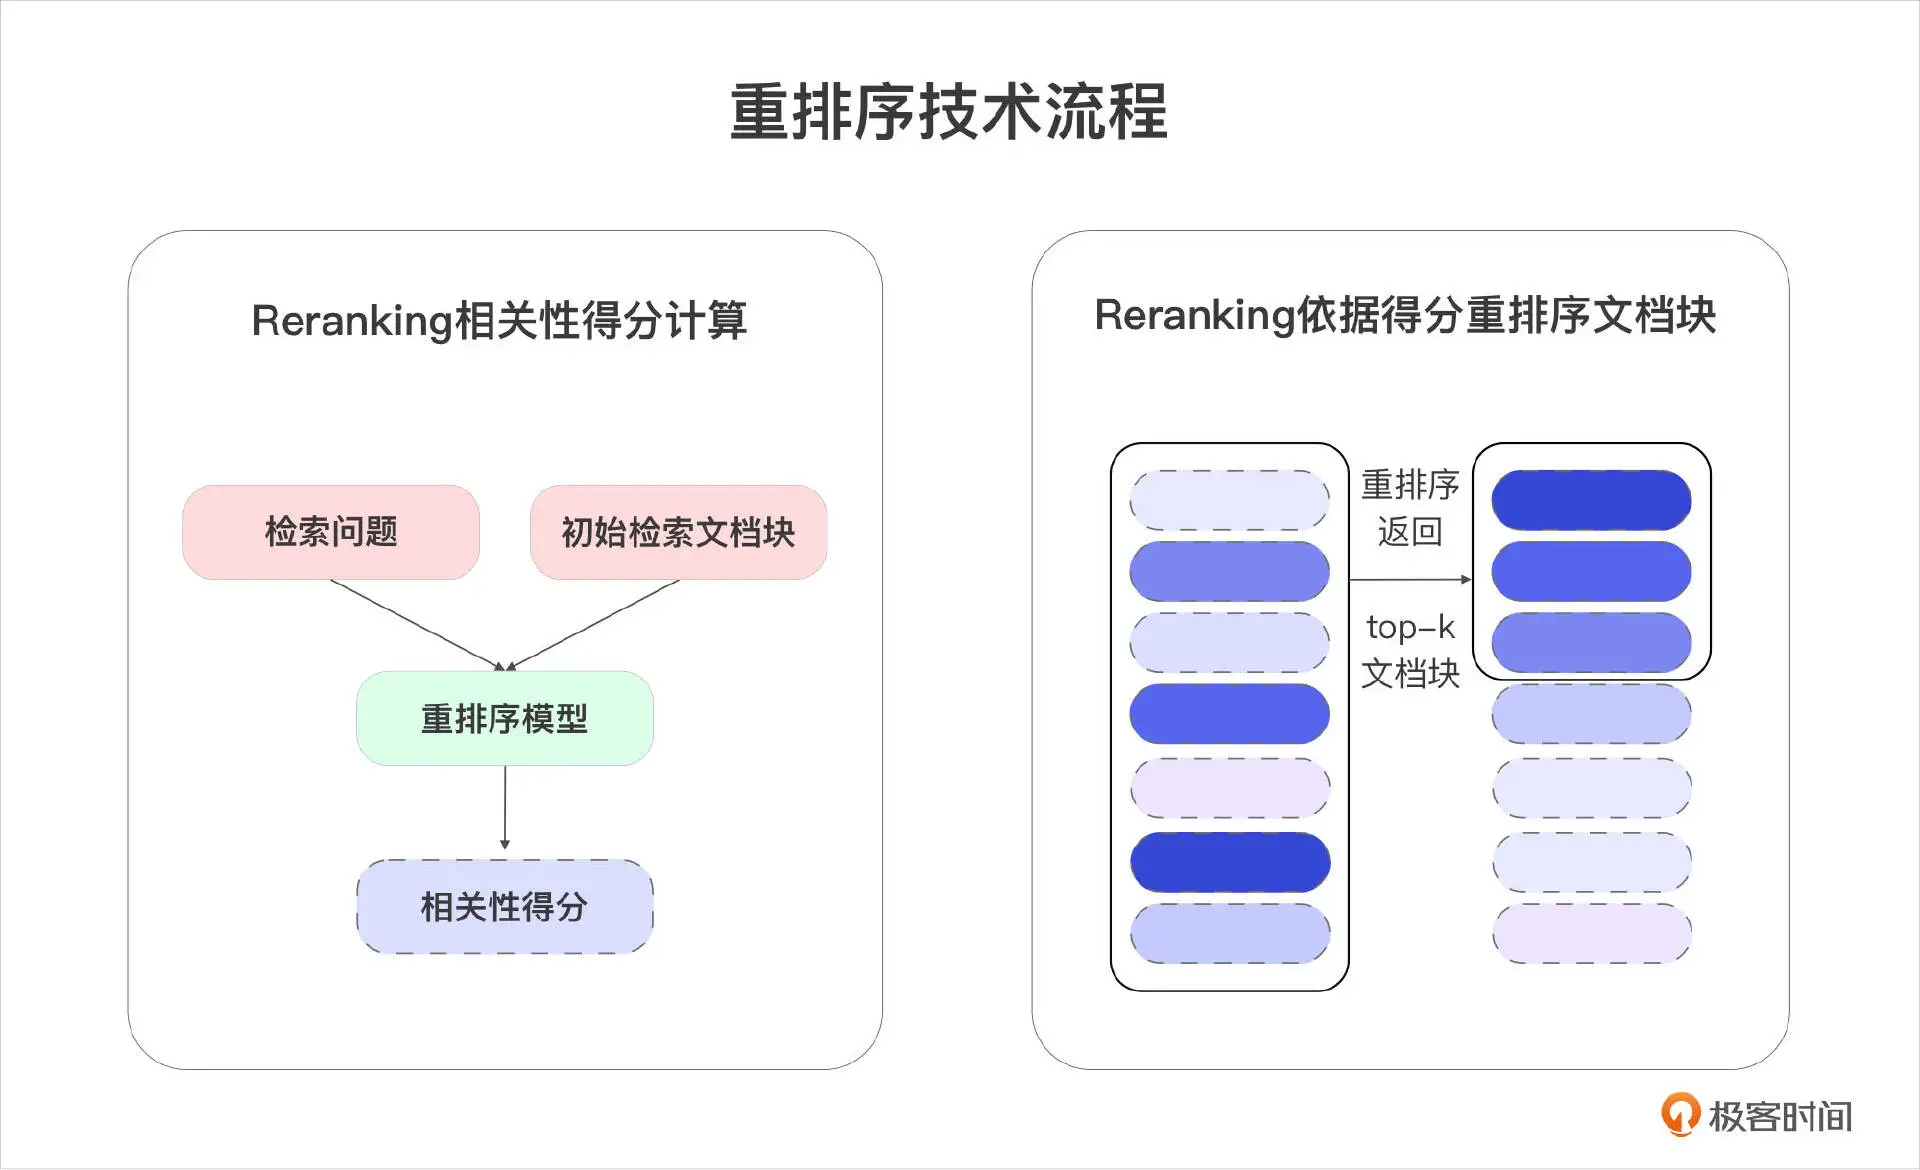 重排序技术流程
Reranking相关性得分计算
检索问题
初始检索文档块
重排序模型
相关性得分
Reranking依据得分重排序文档块
重排序
返回
top-k
文档块
极客时间